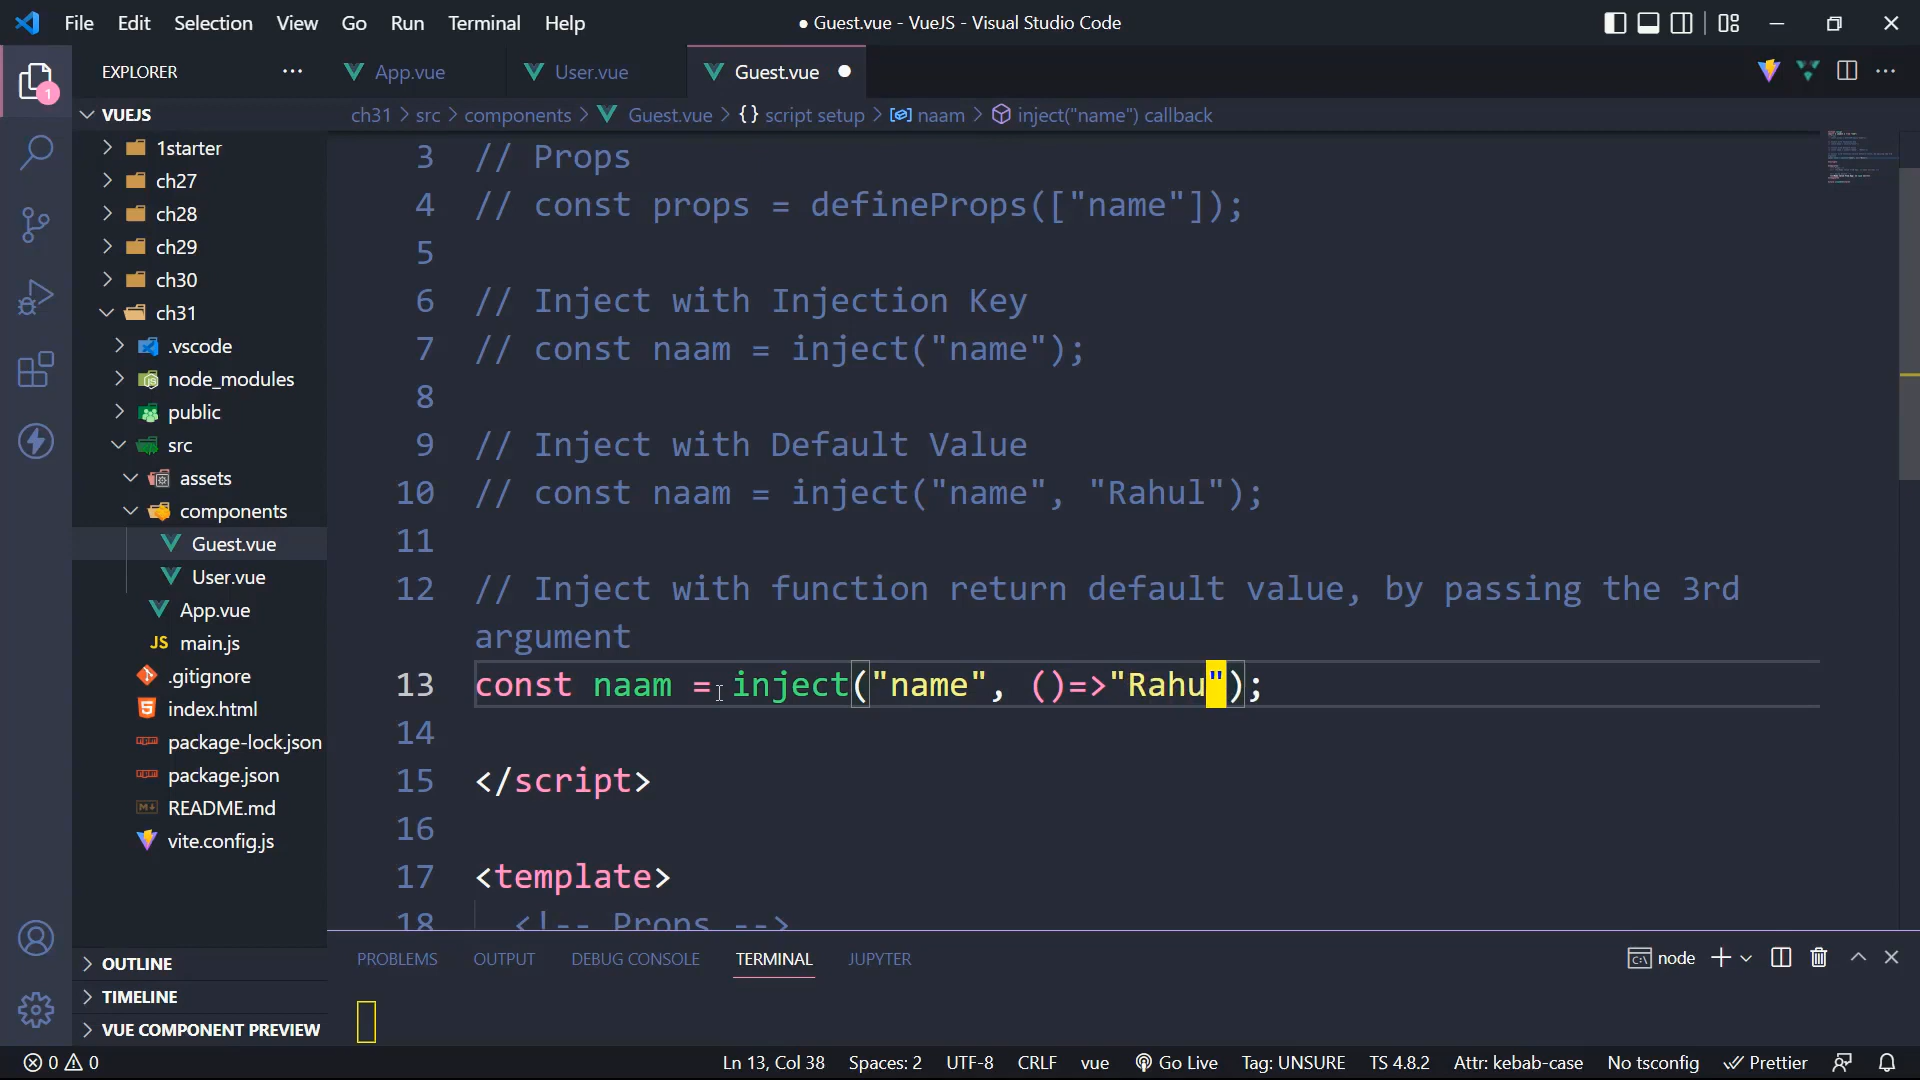 File Edit Selection View Go Run Terminal Help
● Guest.vue - VueJS - Visual Studio Code
EXPLORER
App.vue
User.vue
Guest.vue
ch31 > src > components > Guest.vue > {} script setup > naam > inject("name") callback
1
VUEJS
1starter
ch27
ch28
ch29
ch30
ch31
.vscode
node_modules
public
src
assets
components
Guest.vue
User.vue
App.vue
JS main.js
.gitignore
index.html
package-lock.json
package.json
README.md
vite.config.js
OUTLINE
TIMELINE
VUE COMPONENT PREVIEW
3 // Props
4 // const props = defineProps(["name"]);
5
6 // Inject with Injection Key
7 // const naam = inject("name");
8
9 // Inject with Default Value
10 // const naam = inject("name", "Rahul");
11
12 // Inject with function return default value, by passing the 3rd
argument
13 const naam = inject("name", ()=>"Rahu");
14
15 </script>
16
17 <template>
18 <!-- Props -->
PROBLEMS OUTPUT DEBUG CONSOLE TERMINAL JUPYTER
node
0 0
Ln 13, Col 38 Spaces: 2 UTF-8 CRLF vue Go Live Tag: UNSURE TS 4.8.2 Attr: kebab-case No tsconfig Prettier